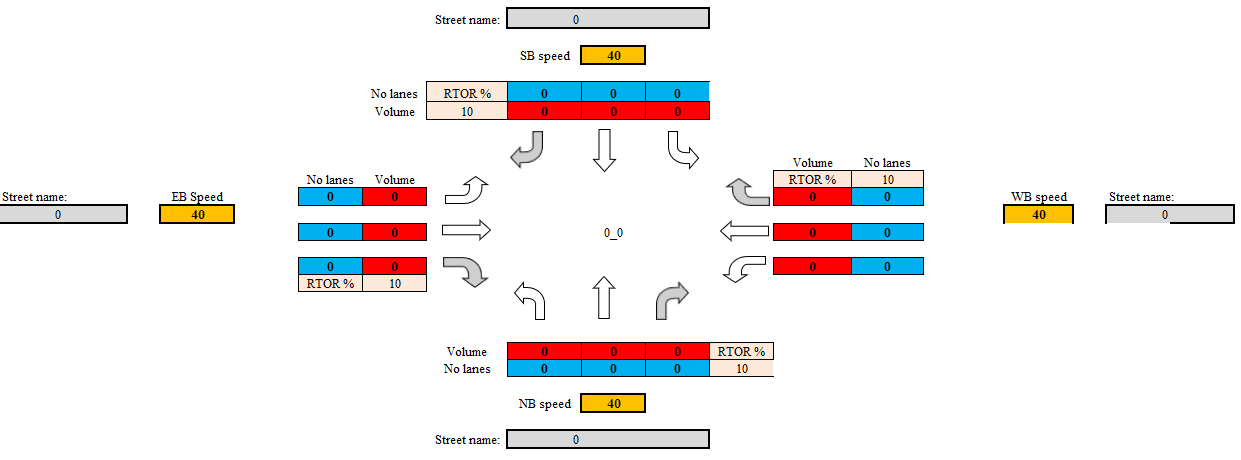 Street name: 0
SB speed 40
No lanes RTOR % 0 0 0
Volume 10 0 0 0
Volume No lanes
No lanes Volume
RTOR % 10
Street name: EB Speed
0 0
0 0
WB speed Street name:
0 40
40 0
0 0
0_0
0 0
0 0
0 0
RTOR % 10
Volume 0 0 0 RTOR %
No lanes 0 0 0 10
NB speed 40
Street name: 0